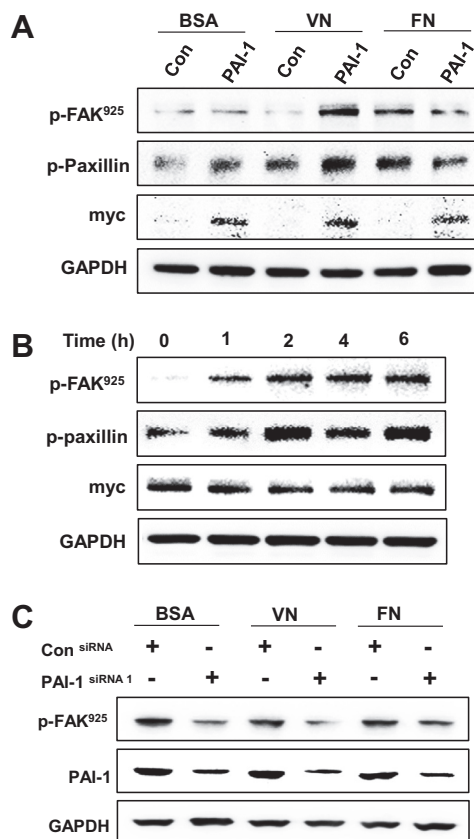 A
BSA VN FN
Con PAI-1 Con PAI-1 Con PAI-1
p-FAK⁹²⁵
p-Paxillin
myc
GAPDH
B
Time (h) 0 1 2 4 6
p-FAK⁹²⁵
p-paxillin
myc
GAPDH
C
BSA VN FN
Con siRNA + - + - + -
PAI-1 siRNA 1 - + - + - +
p-FAK⁹²⁵
PAI-1
GAPDH